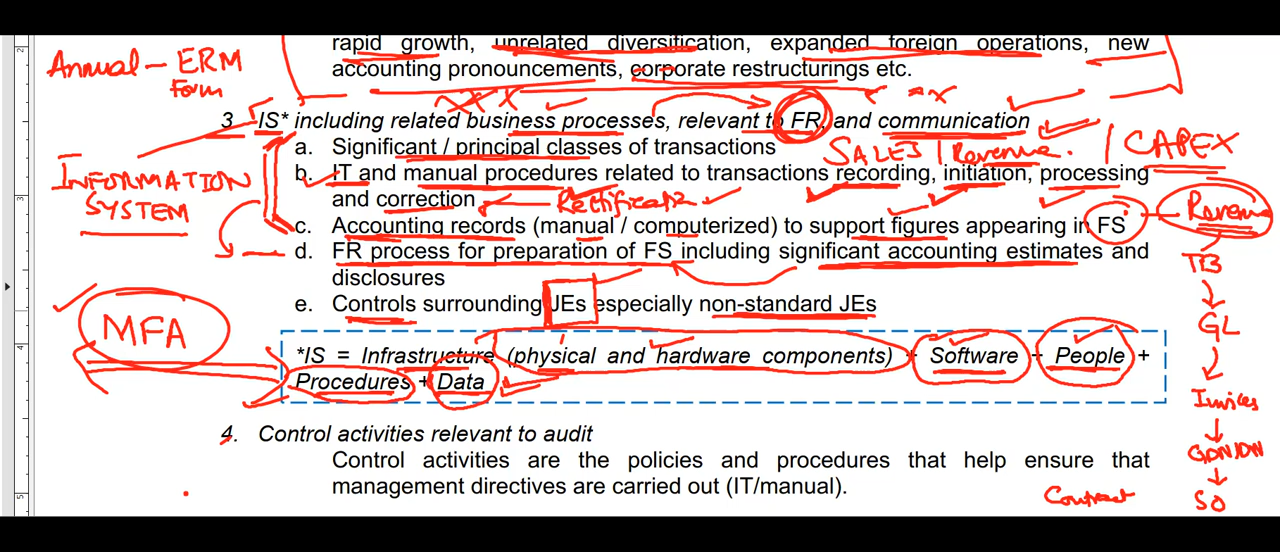 rapid growth, unrelated diversification, expanded foreign operations, new
accounting pronouncements, corporate restructurings etc.
Annual – ERM
Form
3 IS* including related business processes, relevant to FR, and communication
a. Significant / principal classes of transactions
SALES / Revenue. / CAPEX
b. IT and manual procedures related to transactions recording, initiation, processing
and correction
INFORMATION
SYSTEM
c. Accounting records (manual / computerized) to support figures appearing in FS
Revenue
d. FR process for preparation of FS including significant accounting estimates and
disclosures
e. Controls surrounding JEs especially non-standard JEs
TB
GL
Invoices
GDN/DN
SO
Contract
MFA
*IS = Infrastructure (physical and hardware components) + Software + People +
Procedures + Data
4. Control activities relevant to audit
Control activities are the policies and procedures that help ensure that
management directives are carried out (IT/manual).
2
3
4
5